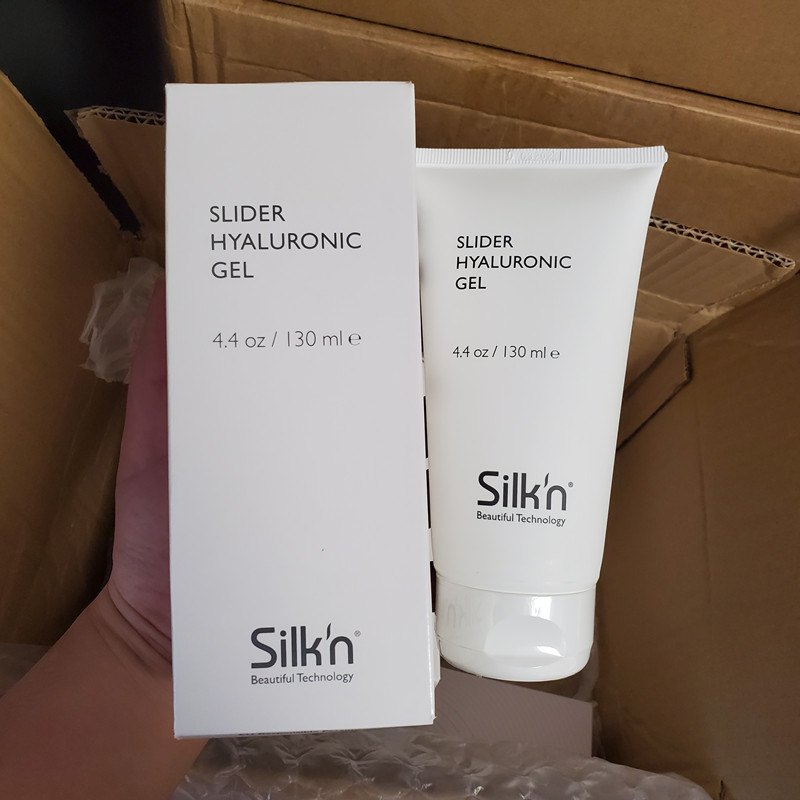 SLIDER
HYALURONIC
GEL
4.4 oz / 130 ml ℮
Silk'n®
Beautiful Technology
SLIDER
HYALURONIC
GEL
4.4 oz / 130 ml ℮
Silk'n®
Beautiful Technology